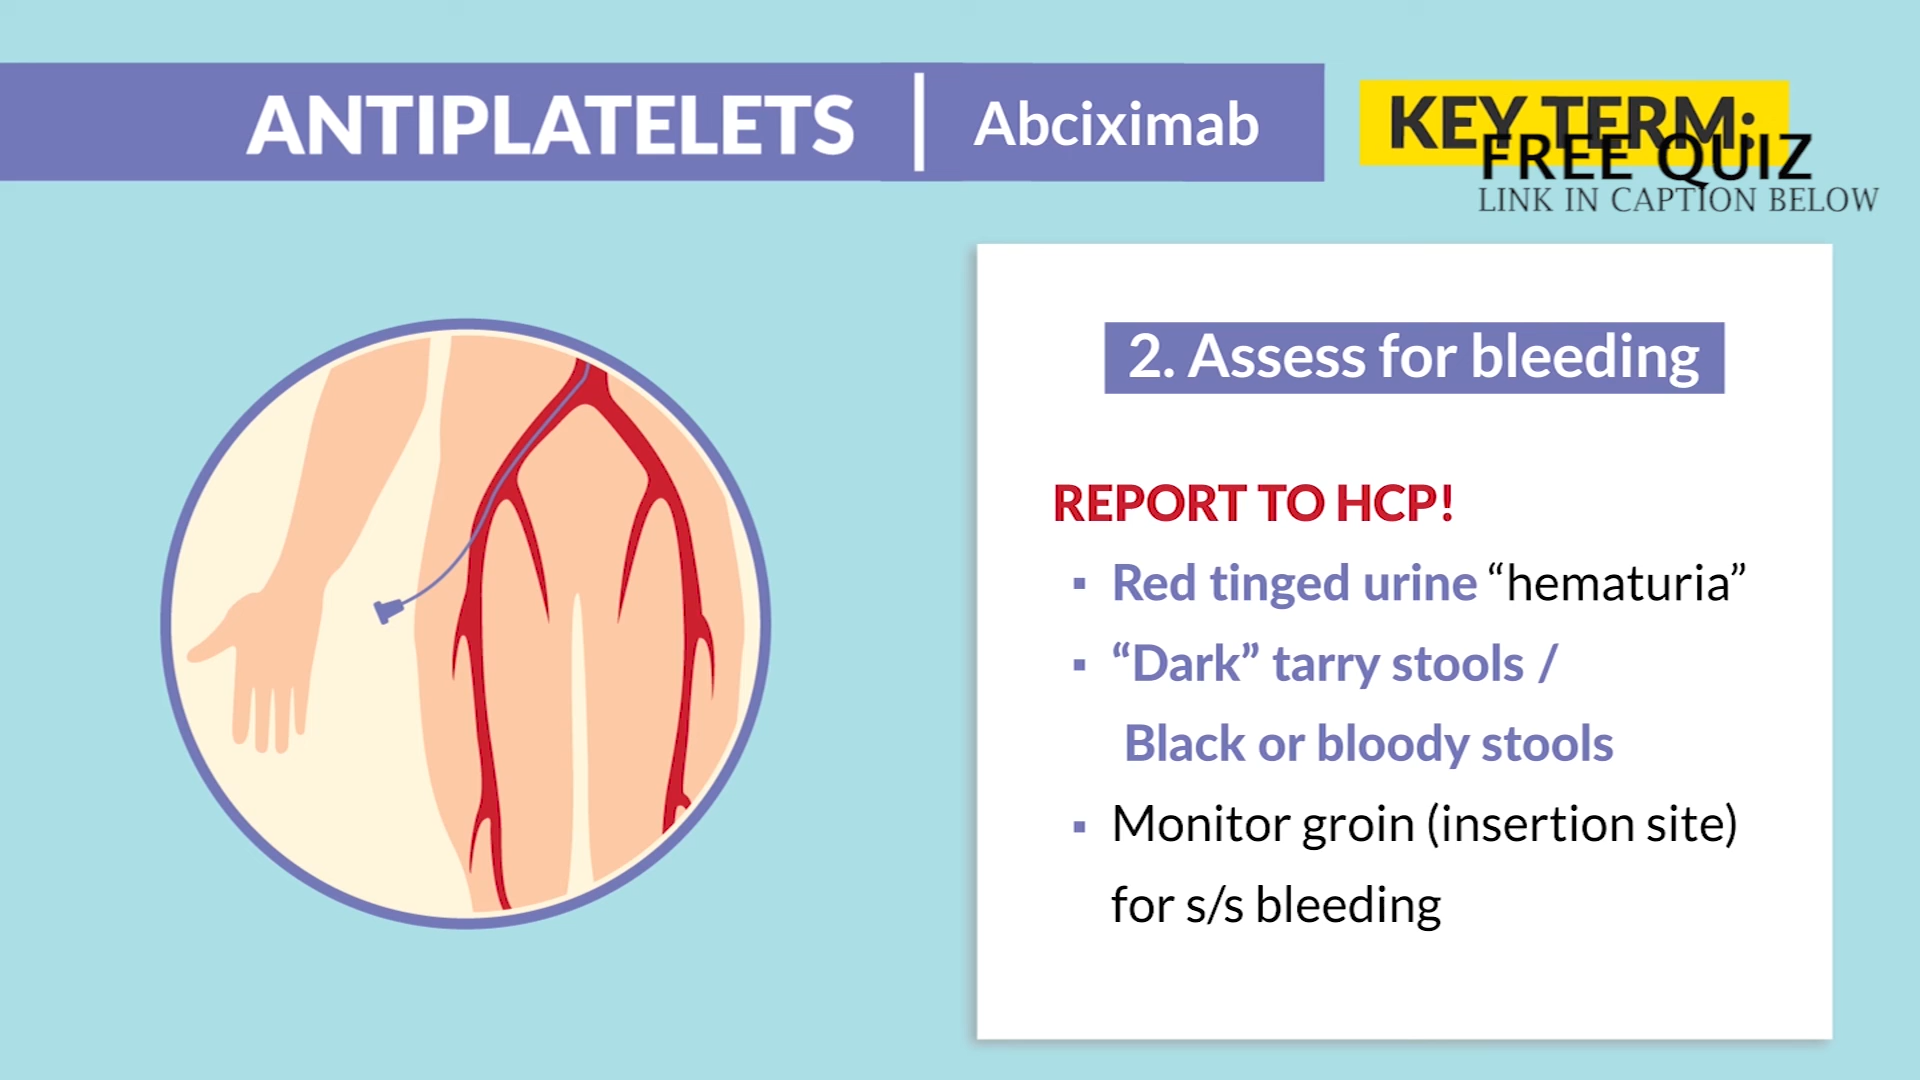 ANTIPLATELETS | Abciximab
KEY TERM:
FREE QUIZ
LINK IN CAPTION BELOW
2. Assess for bleeding
REPORT TO HCP!
▪ Red tinged urine “hematuria”
▪ “Dark” tarry stools /
Black or bloody stools
▪ Monitor groin (insertion site)
for s/s bleeding